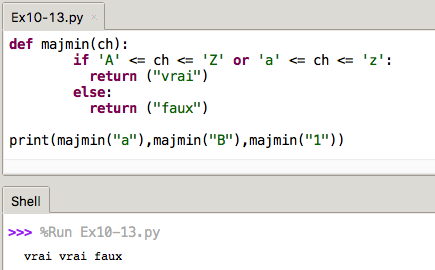 Ex10-13.py ×
def majmin(ch):
        if 'A' <= ch <= 'Z' or 'a' <= ch <= 'z':
          return ("vrai")
        else:
          return ("faux")

print(majmin("a"),majmin("B"),majmin("1"))
Shell
>>> %Run Ex10-13.py
  vrai vrai faux